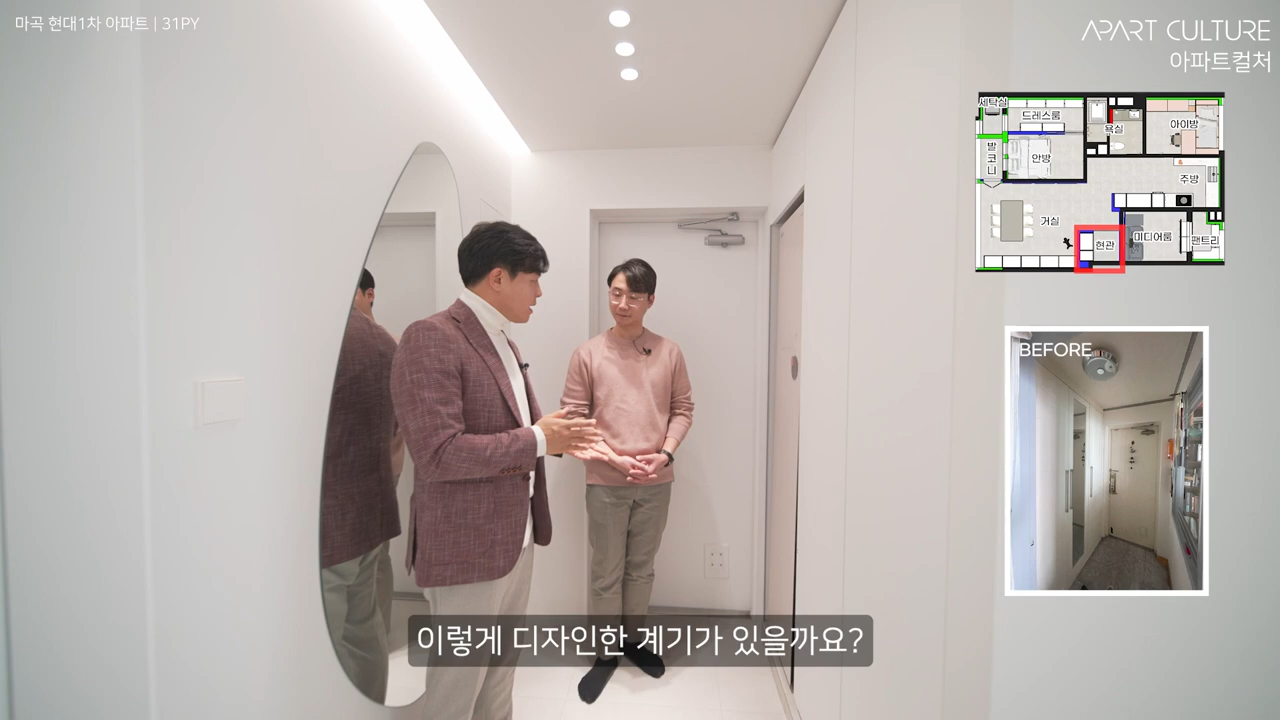 마곡 현대1차 아파트 | 31PY
APART CULTURE
아파트컬처
세탁실
드레스룸
욕실
아이방
발코니
안방
주방
거실
현관
미디어룸
팬트리
BEFORE
이렇게 디자인한 계기가 있을까요?